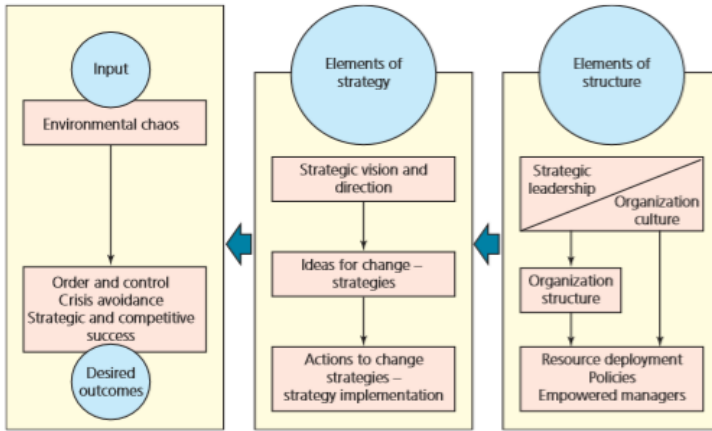 Input
Environmental chaos
Order and control
Crisis avoidance
Strategic and competitive
success
Desired
outcomes
Elements of
strategy
Strategic vision and
direction
Ideas for change –
strategies
Actions to change
strategies –
strategy implementation
Elements of
structure
Strategic
leadership
Organization
culture
Organization
structure
Resource deployment
Policies
Empowered managers